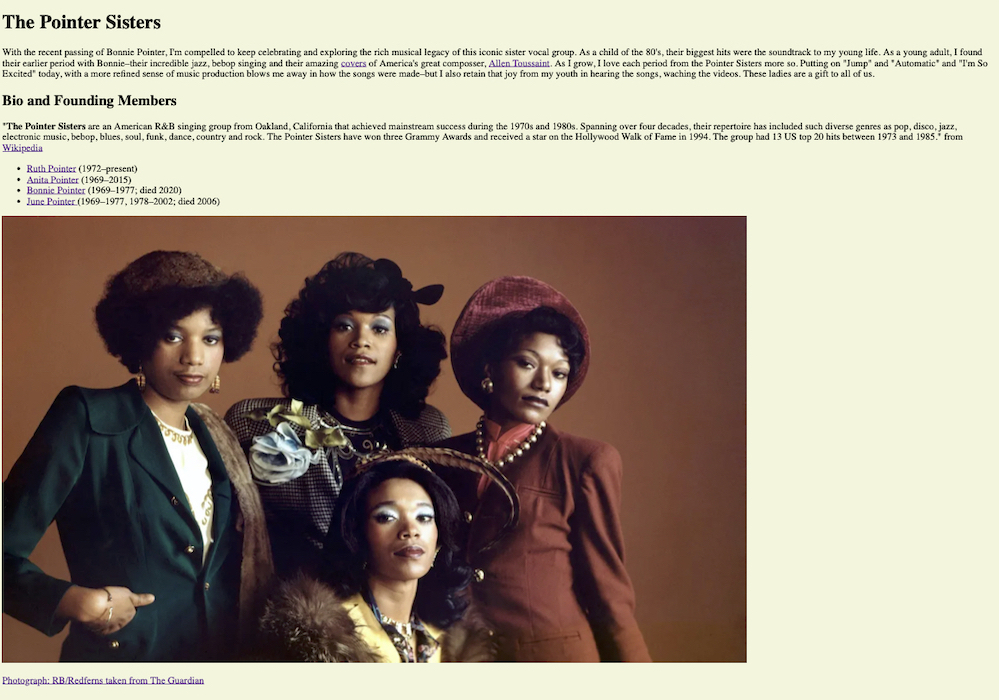 The Pointer Sisters
With the recent passing of Bonnie Pointer, I'm compelled to keep celebrating and exploring the rich musical legacy of this iconic sister vocal group. As a child of the 80's, their biggest hits were the soundtrack to my young life. As a young adult, I found
their earlier period with Bonnie–their incredible jazz, bebop singing and their amazing covers of America's great composser, Allen Toussaint. As I grow, I love each period from the Pointer Sisters more so. Putting on "Jump" and "Automatic" and "I'm So
Excited" today, with a more refined sense of music production blows me away in how the songs were made–but I also retain that joy from my youth in hearing the songs, waching the videos. These ladies are a gift to all of us.
Bio and Founding Members
"The Pointer Sisters are an American R&B singing group from Oakland, California that achieved mainstream success during the 1970s and 1980s. Spanning over four decades, their repertoire has included such diverse genres as pop, disco, jazz,
electronic music, bebop, blues, soul, funk, dance, country and rock. The Pointer Sisters have won three Grammy Awards and received a star on the Hollywood Walk of Fame in 1994. The group had 13 US top 20 hits between 1973 and 1985." from
Wikipedia
• Ruth Pointer (1972–present)
• Anita Pointer (1969–2015)
• Bonnie Pointer (1969–1977; died 2020)
• June Pointer (1969–1977, 1978–2002; died 2006)
Photograph: RB/Redferns taken from The Guardian